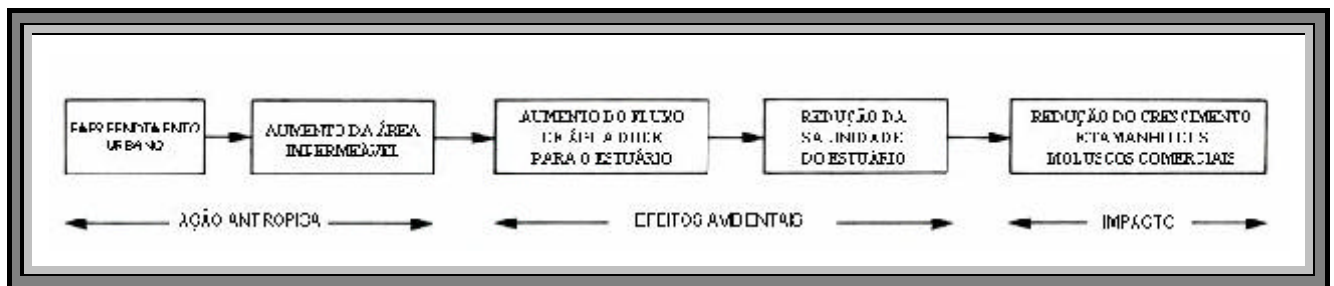 EMPREENDIMENTO
URBANO
AUMENTO DA ÁREA
IMPERMEÁVEL
AUMENTO DO FLUXO
DE ÁGUA DOCE
PARA O ESTUÁRIO
REDUÇÃO DA
SALINIDADE
DO ESTUÁRIO
REDUÇÃO DO CRESCIMENTO
E TAMANHO DOS
MOLUSCOS COMERCIAIS
AÇÃO ANTROPICA
EFEITOS AMBIENTAIS
IMPACTO